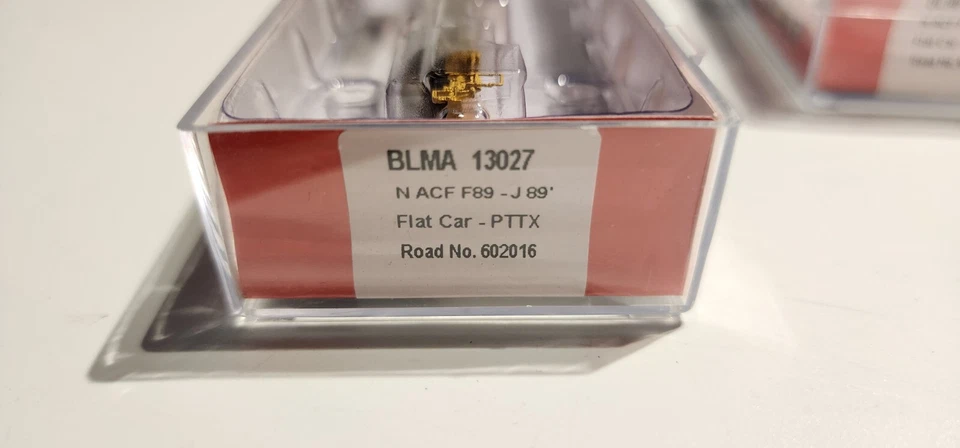 BLMA 13027
N ACF F89 - J 89'
Flat Car - PTTX
Road No. 602016